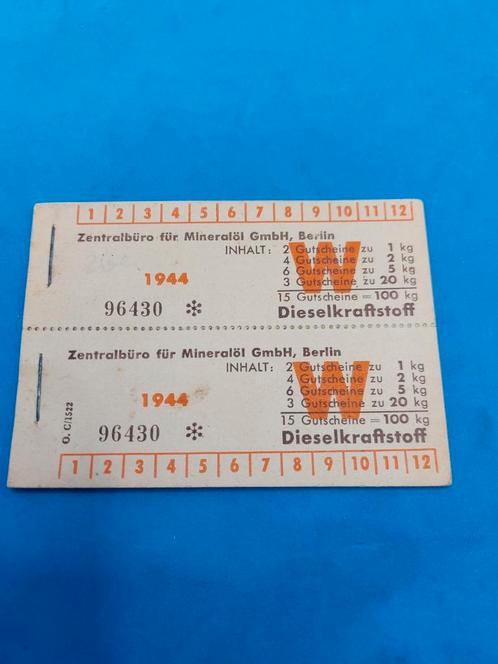 1 2 3 4 5 6 7 8 9 10 11 12
Zentralbüro für Mineralöl GmbH, Berlin
INHALT: 2 Gutscheine zu 1 kg
4 Gutscheine zu 2 kg
1944 6 Gutscheine zu 5 kg
3 Gutscheine zu 20 kg
W
96430 * 15 Gutscheine = 100 kg
Dieselkraftstoff
Zentralbüro für Mineralöl GmbH, Berlin
INHALT: 2 Gutscheine zu 1 kg
4 Gutscheine zu 2 kg
1944 6 Gutscheine zu 5 kg
3 Gutscheine zu 20 kg
W
96430 * 15 Gutscheine = 100 kg
Dieselkraftstoff
O. C/1522
1 2 3 4 5 6 7 8 9 10 11 12